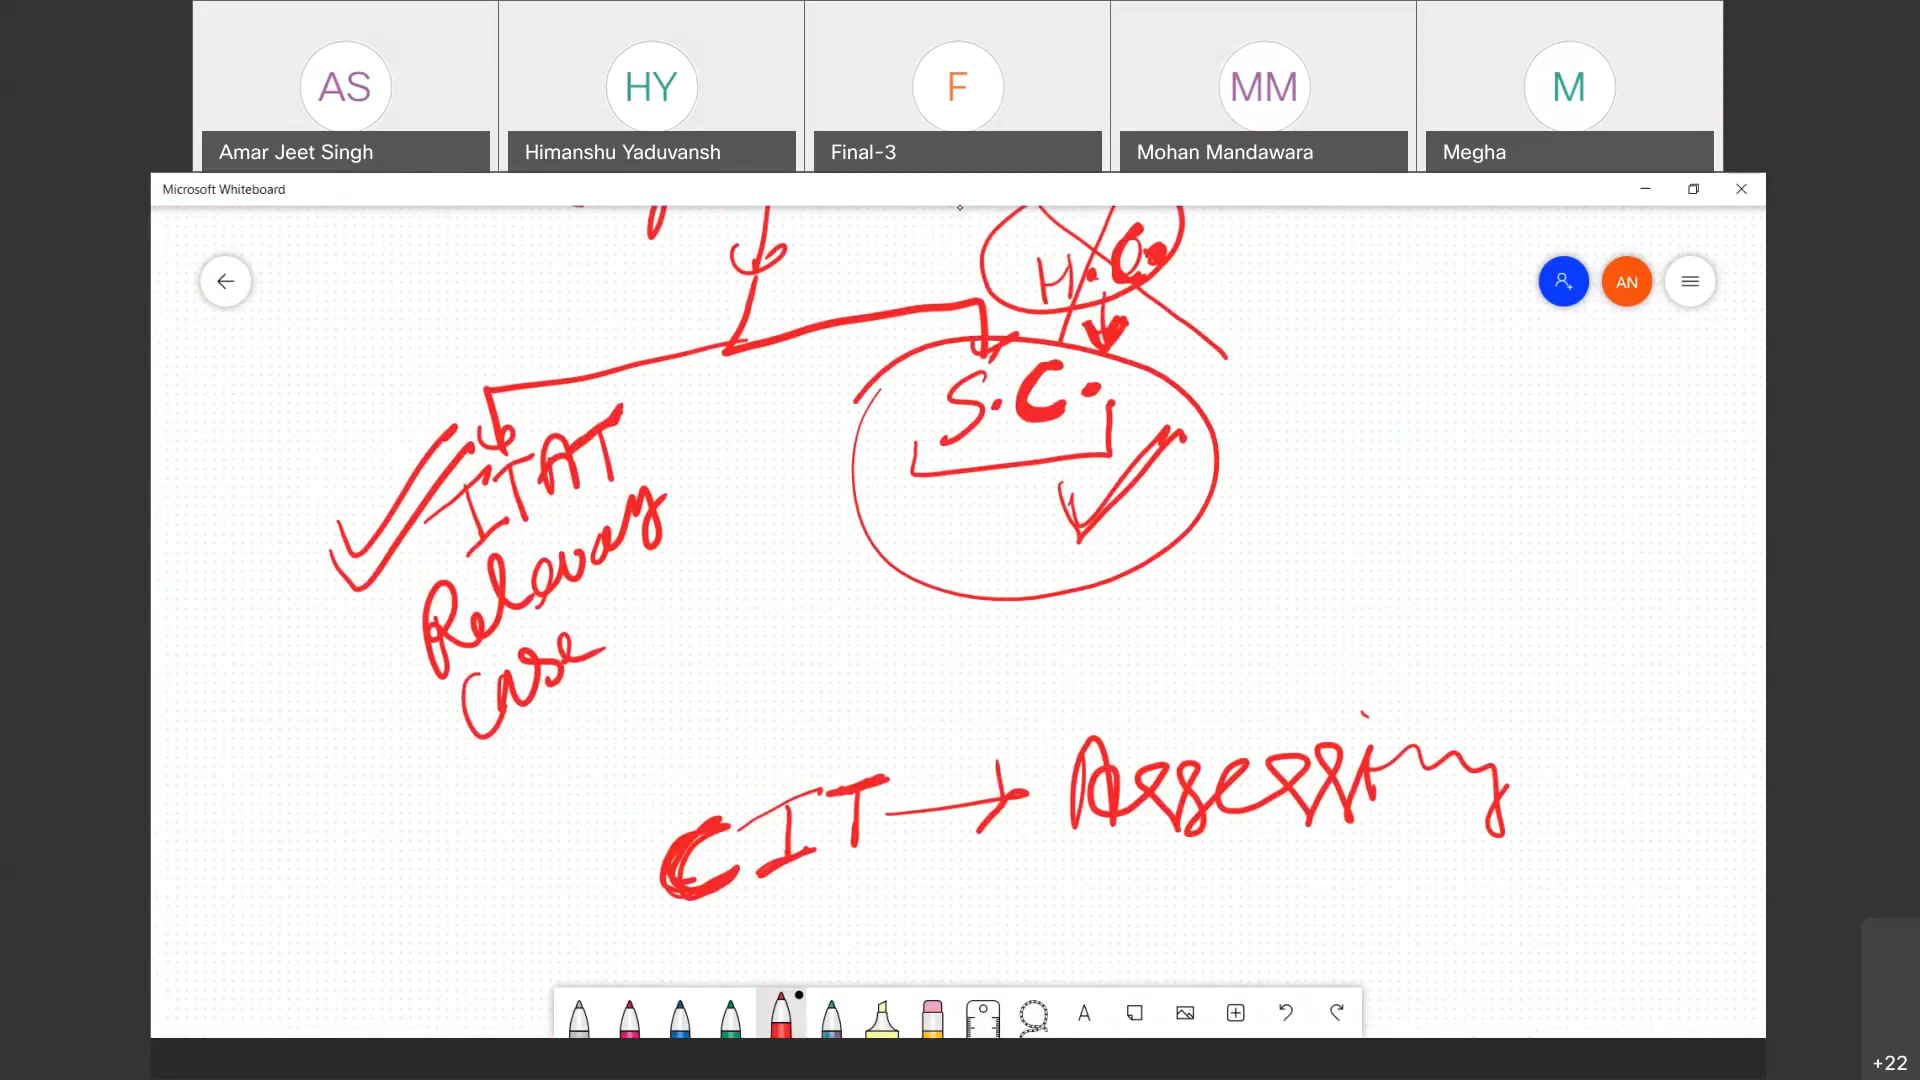 AS
HY
F
MM
M
Amar Jeet Singh
Himanshu Yaduvansh
Final-3
Mohan Mandawara
Megha
Microsoft Whiteboard
H.C.
AN
S.C.
ITAT
Relevary
Case
CIT → Assessing
A
+22